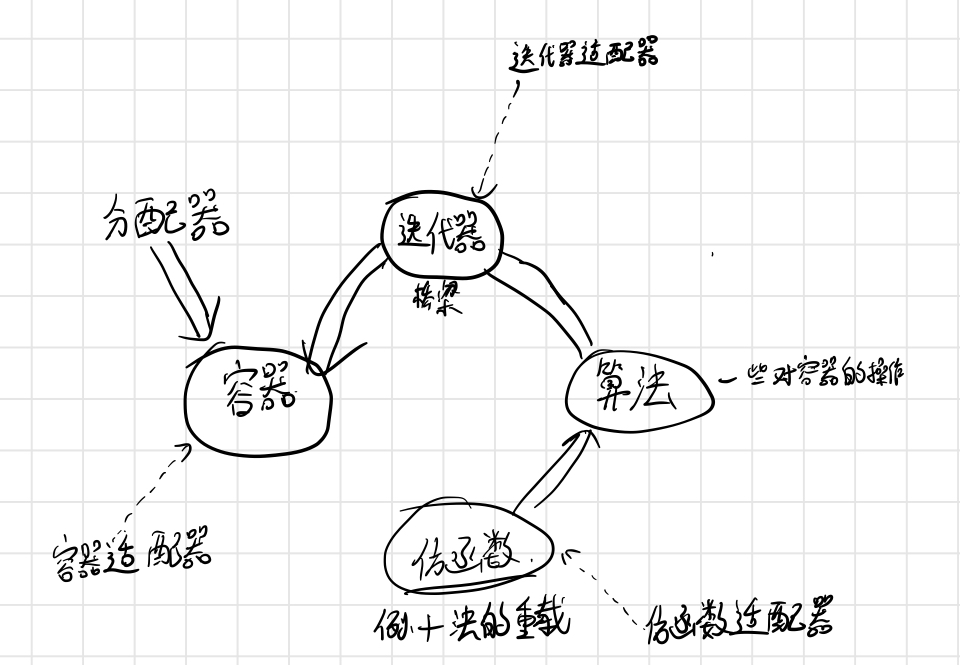 迭代器适配器
分配器
迭代器
桥梁
容器
算法
一些对容器的操作
容器适配器
仿函数
例十法的重载
仿函数适配器